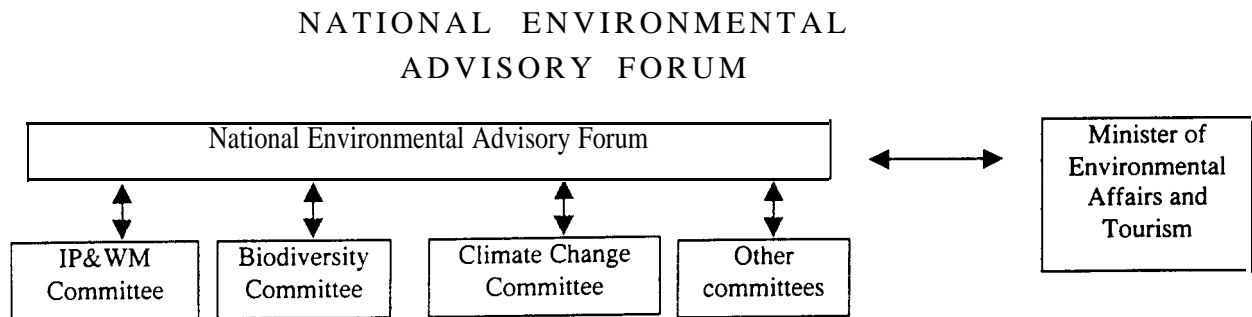 NATIONAL ENVIRONMENTAL
ADVISORY FORUM
National Environmental Advisory Forum
Minister of
Environmental
Affairs and
Tourism
IP&WM
Committee
Biodiversity
Committee
Climate Change
Committee
Other
committees